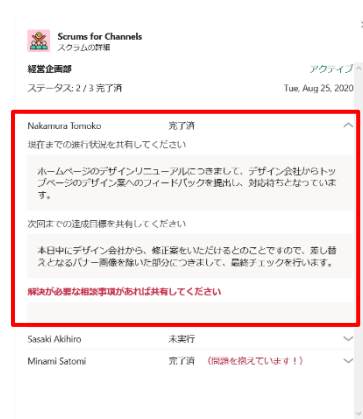 Scrums for Channels
スクラムの詳細
経営企画部 アクティブ
ステータス: 2 / 3 完了済 Tue, Aug 25, 2020
Nakamura Tomoko 完了済
現在までの進行状況を共有してください
ホームページのデザインリニューアルにつきまして、デザイン会社からトッ
プページのデザイン案へのフィードバックを提出し、対応待ちとなっていま
す。
次回までの達成目標を共有してください
本日中にデザイン会社から、修正案をいただけるとのことですので、差し替
えとなるバナー画像を除いた部分につきまして、最終チェックを行います。
解決が必要な相談事項があれば共有してください
Sasaki Akihiro 未実行
Minami Satomi 完了済 (問題を抱えています!)